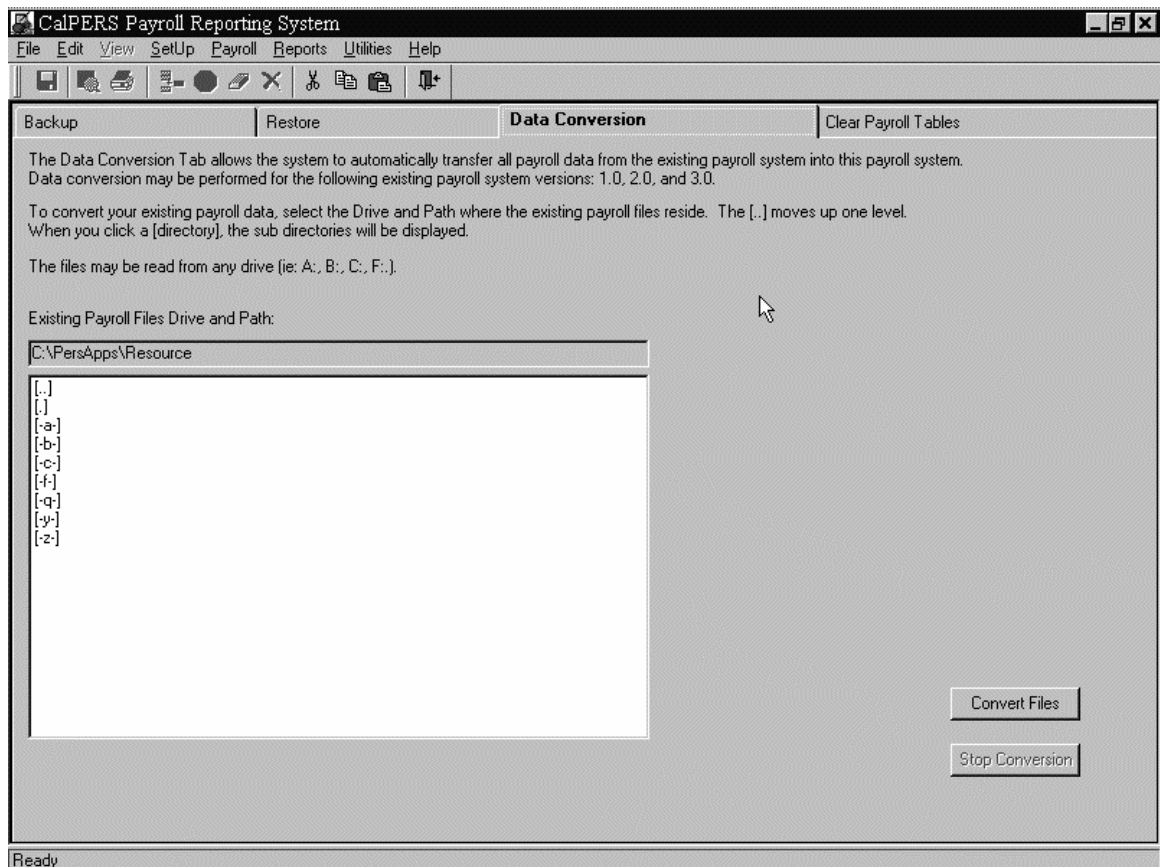 CalPERS Payroll Reporting System
File Edit View SetUp Payroll Reports Utilities Help
Backup Restore Data Conversion Clear Payroll Tables
The Data Conversion Tab allows the system to automatically transfer all payroll data from the existing payroll system into this payroll system.
Data conversion may be performed for the following existing payroll system versions: 1.0, 2.0, and 3.0.
To convert your existing payroll data, select the Drive and Path where the existing payroll files reside. The [..] moves up one level.
When you click a [directory], the sub directories will be displayed.
The files may be read from any drive (ie: A:, B:, C:, F:.).
Existing Payroll Files Drive and Path:
C:\PersApps\Resource
[..]
[.]
[-a-]
[-b-]
[-c-]
[-f-]
[-q-]
[-y-]
[-z-]
Convert Files
Stop Conversion
Ready